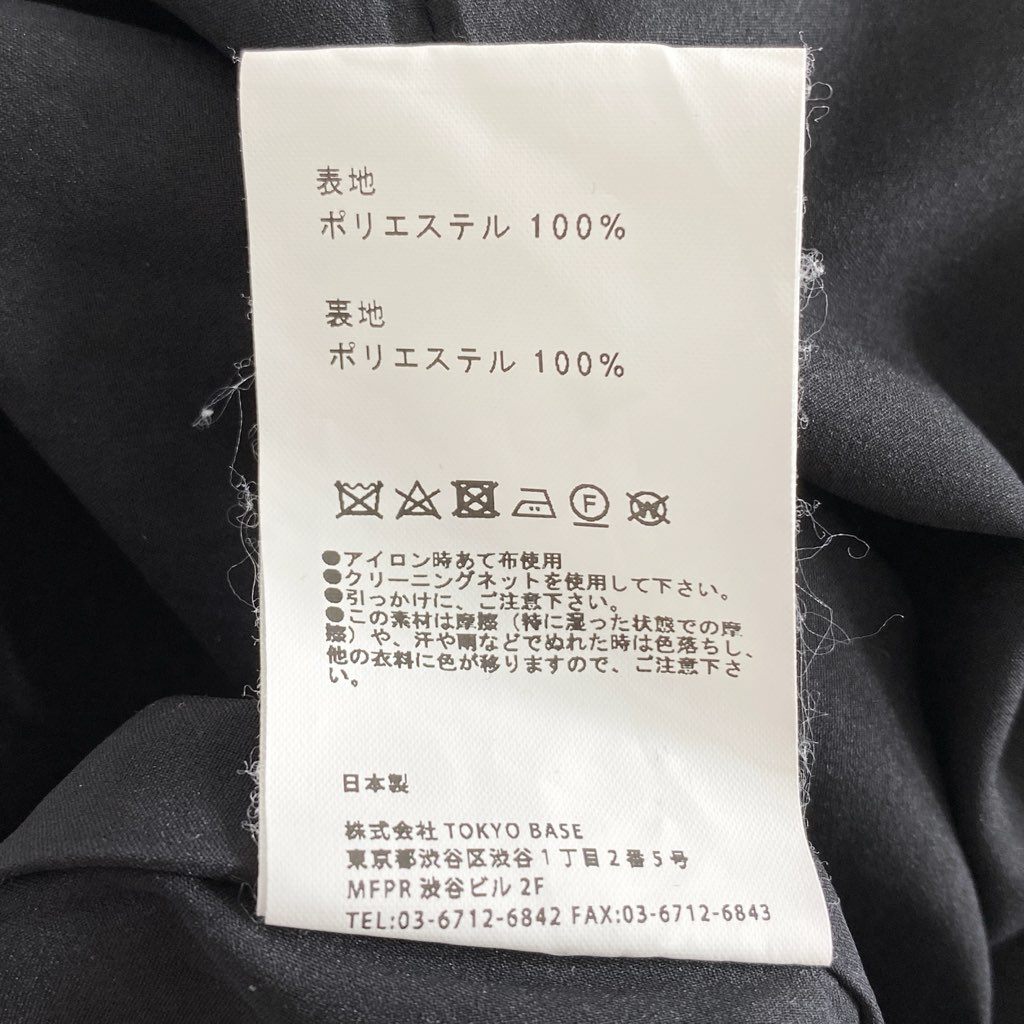 表地
ポリエステル 100%
裏地
ポリエステル 100%
F W
●アイロン時あて布使用
●クリーニングネットを使用して下さい。
●引っかけに、ご注意下さい。
●この素材は摩擦（特に湿った状態での摩
擦）や、汗や雨などでぬれた時は色落ちし、
他の衣料に色が移りますので、ご注意下さ
い。
日本製
株式会社 TOKYO BASE
東京都渋谷区渋谷1丁目2番5号
MFPR 渋谷ビル 2F
TEL:03-6712-6842 FAX:03-6712-6843